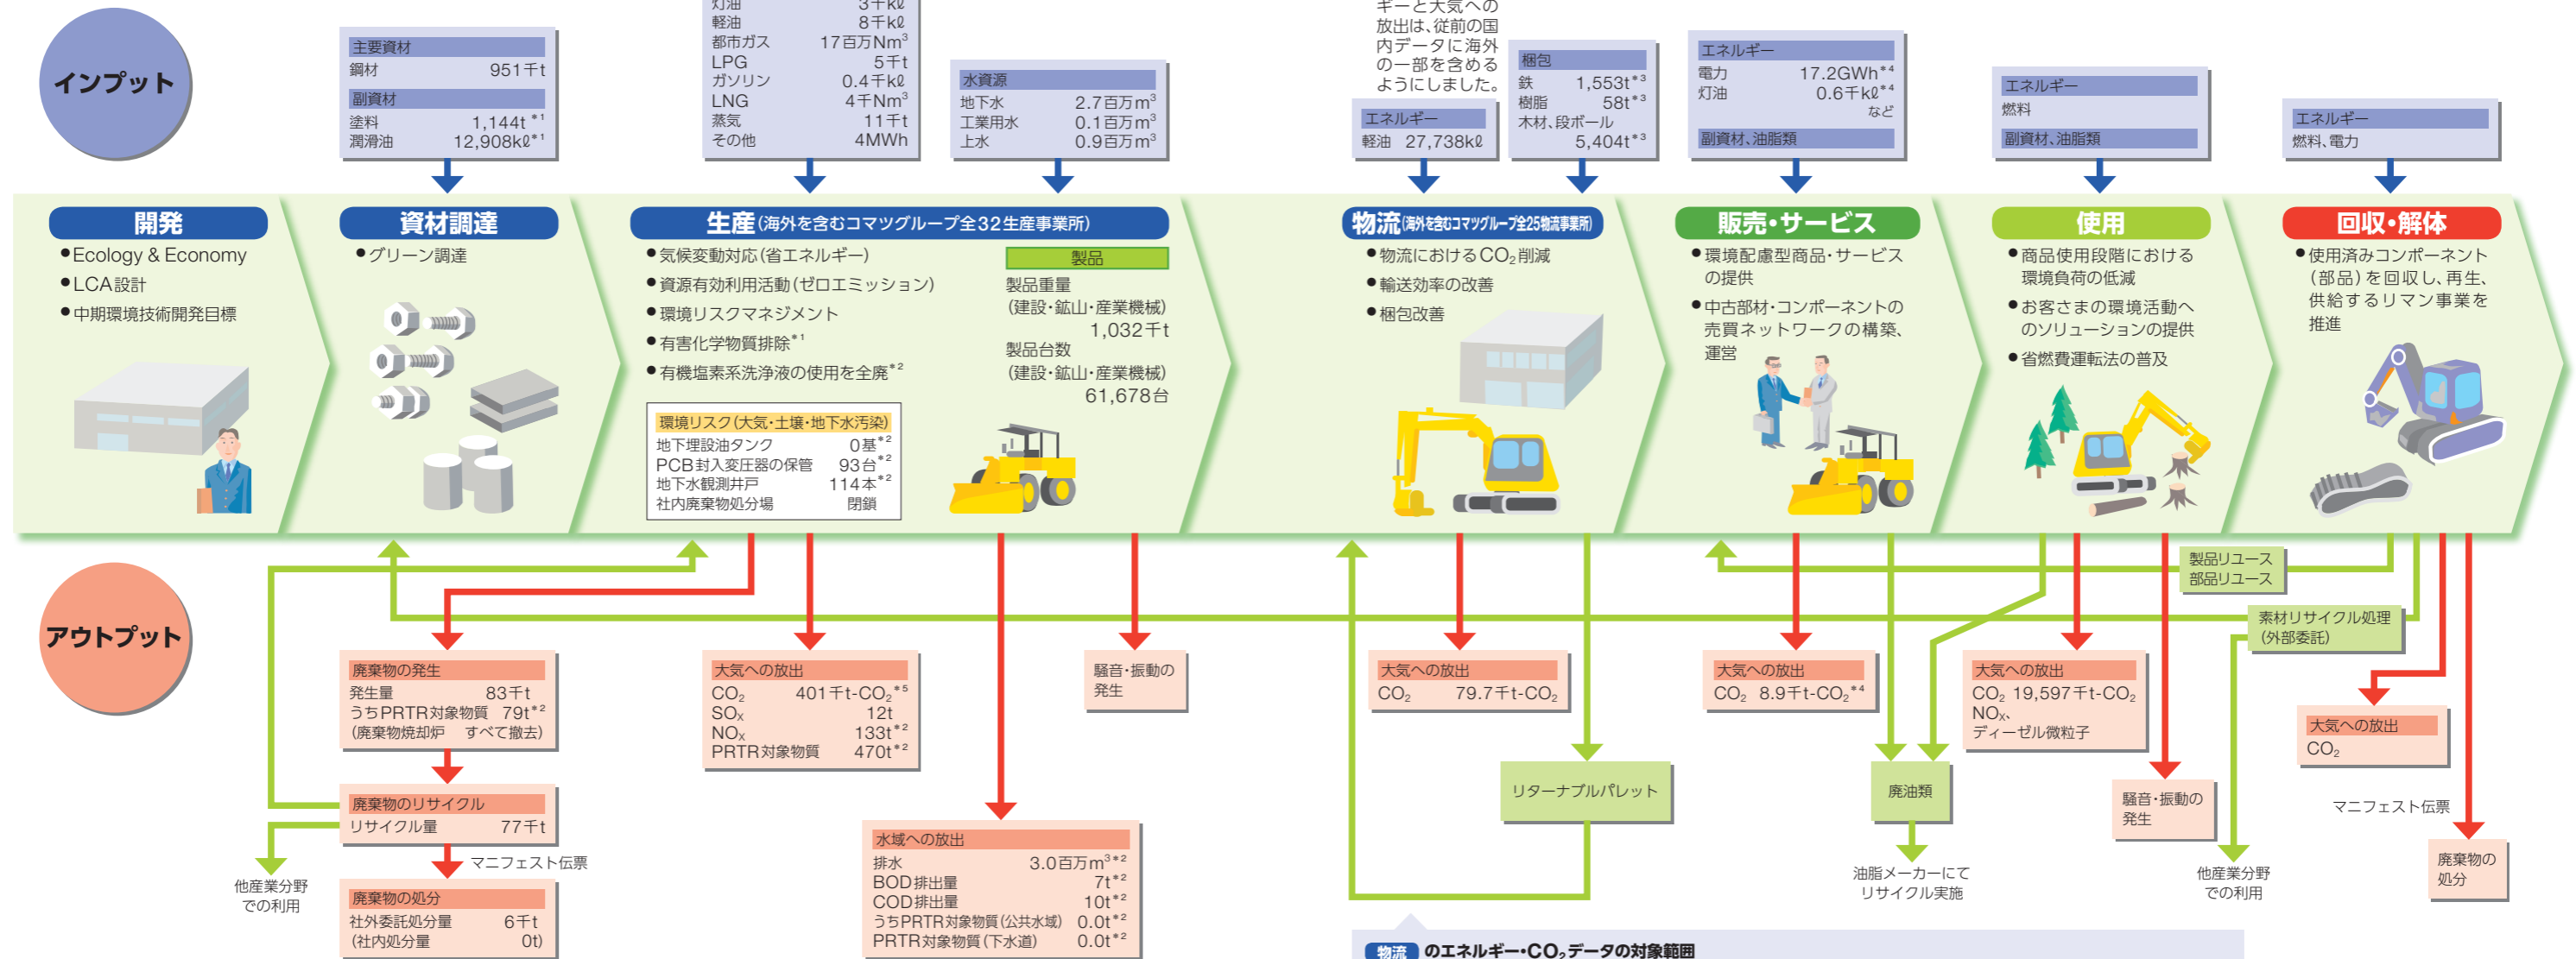 インプット
主要資材
鋼材 951千t
副資材
塗料 1,144t *1
潤滑油 12,908kℓ*1
灯油 3千kℓ
軽油 8千kℓ
都市ガス 17百万Nm3
LPG 5千t
ガソリン 0.4千kℓ
LNG 4千Nm3
蒸気 11千t
その他 4MWh
水資源
地下水 2.7百万m3
工業用水 0.1百万m3
上水 0.9百万m3
ギーと大気への
放出は、従前の国
内データに海外
の一部を含める
ようにしました。
エネルギー
軽油 27,738kℓ
梱包
鉄 1,553t*3
樹脂 58t*3
木材、段ボール
5,404t*3
エネルギー
電力 17.2GWh*4
灯油 0.6千kℓ*4
など
副資材、油脂類
エネルギー
燃料
副資材、油脂類
エネルギー
燃料、電力
開発
●Ecology & Economy
●LCA設計
●中期環境技術開発目標
資材調達
●グリーン調達
生産(海外を含むコマツグループ全32生産事業所)
●気候変動対応(省エネルギー)
●資源有効利用活動(ゼロエミッション)
●環境リスクマネジメント
●有害化学物質排除*1
●有機塩素系洗浄液の使用を全廃*2
環境リスク(大気・土壌・地下水汚染)
地下埋設油タンク 0基*2
PCB封入変圧器の保管 93台*2
地下水観測井戸 114本*2
社内廃棄物処分場 閉鎖
製品
製品重量
(建設・鉱山・産業機械)
1,032千t
製品台数
(建設・鉱山・産業機械)
61,678台
物流(海外を含むコマツグループ全25物流事業所)
●物流におけるCO2削減
●輸送効率の改善
●梱包改善
販売・サービス
●環境配慮型商品・サービス
の提供
●中古部材・コンポーネントの
売買ネットワークの構築、
運営
使用
●商品使用段階における
環境負荷の低減
●お客さまの環境活動へ
のソリューションの提供
●省燃費運転法の普及
回収・解体
●使用済みコンポーネント
(部品)を回収し、再生、
供給するリマン事業を
推進
アウトプット
廃棄物の発生
発生量 83千t
うちPRTR対象物質 79t*2
(廃棄物焼却炉 すべて撤去)
廃棄物のリサイクル
リサイクル量 77千t
マニフェスト伝票
他産業分野
での利用
廃棄物の処分
社外委託処分量 6千t
(社内処分量 0t)
大気への放出
CO2 401千t-CO2*5
SOX 12t
NOX 133t*2
PRTR対象物質 470t*2
水域への放出
排水 3.0百万m3*2
BOD排出量 7t*2
COD排出量 10t*2
うちPRTR対象物質(公共水域) 0.0t*2
PRTR対象物質(下水道) 0.0t*2
騒音・振動の
発生
大気への放出
CO2 79.7千t-CO2
リターナブルパレット
大気への放出
CO2 8.9千t-CO2*4
廃油類
油脂メーカーにて
リサイクル実施
大気への放出
CO2 19,597千t-CO2
NOX、
ディーゼル微粒子
騒音・振動の
発生
製品リユース
部品リユース
素材リサイクル処理
(外部委託)
他産業分野
での利用
大気への放出
CO2
マニフェスト伝票
廃棄物の
処分
物流 のエネルギー・CO2データの対象範囲